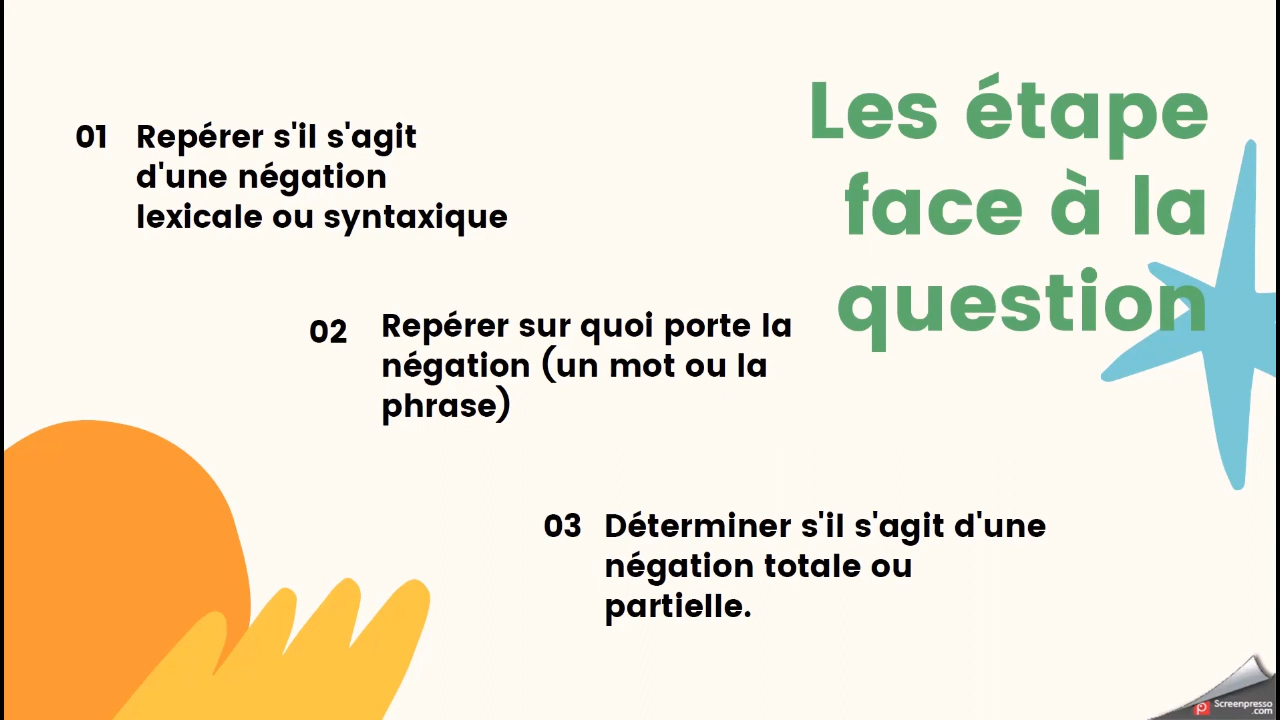 Les étape
face à la
question
01 Repérer s'il s'agit
d'une négation
lexicale ou syntaxique
02 Repérer sur quoi porte la
négation (un mot ou la
phrase)
03 Déterminer s'il s'agit d'une
négation totale ou
partielle.
Screenpresso
.com